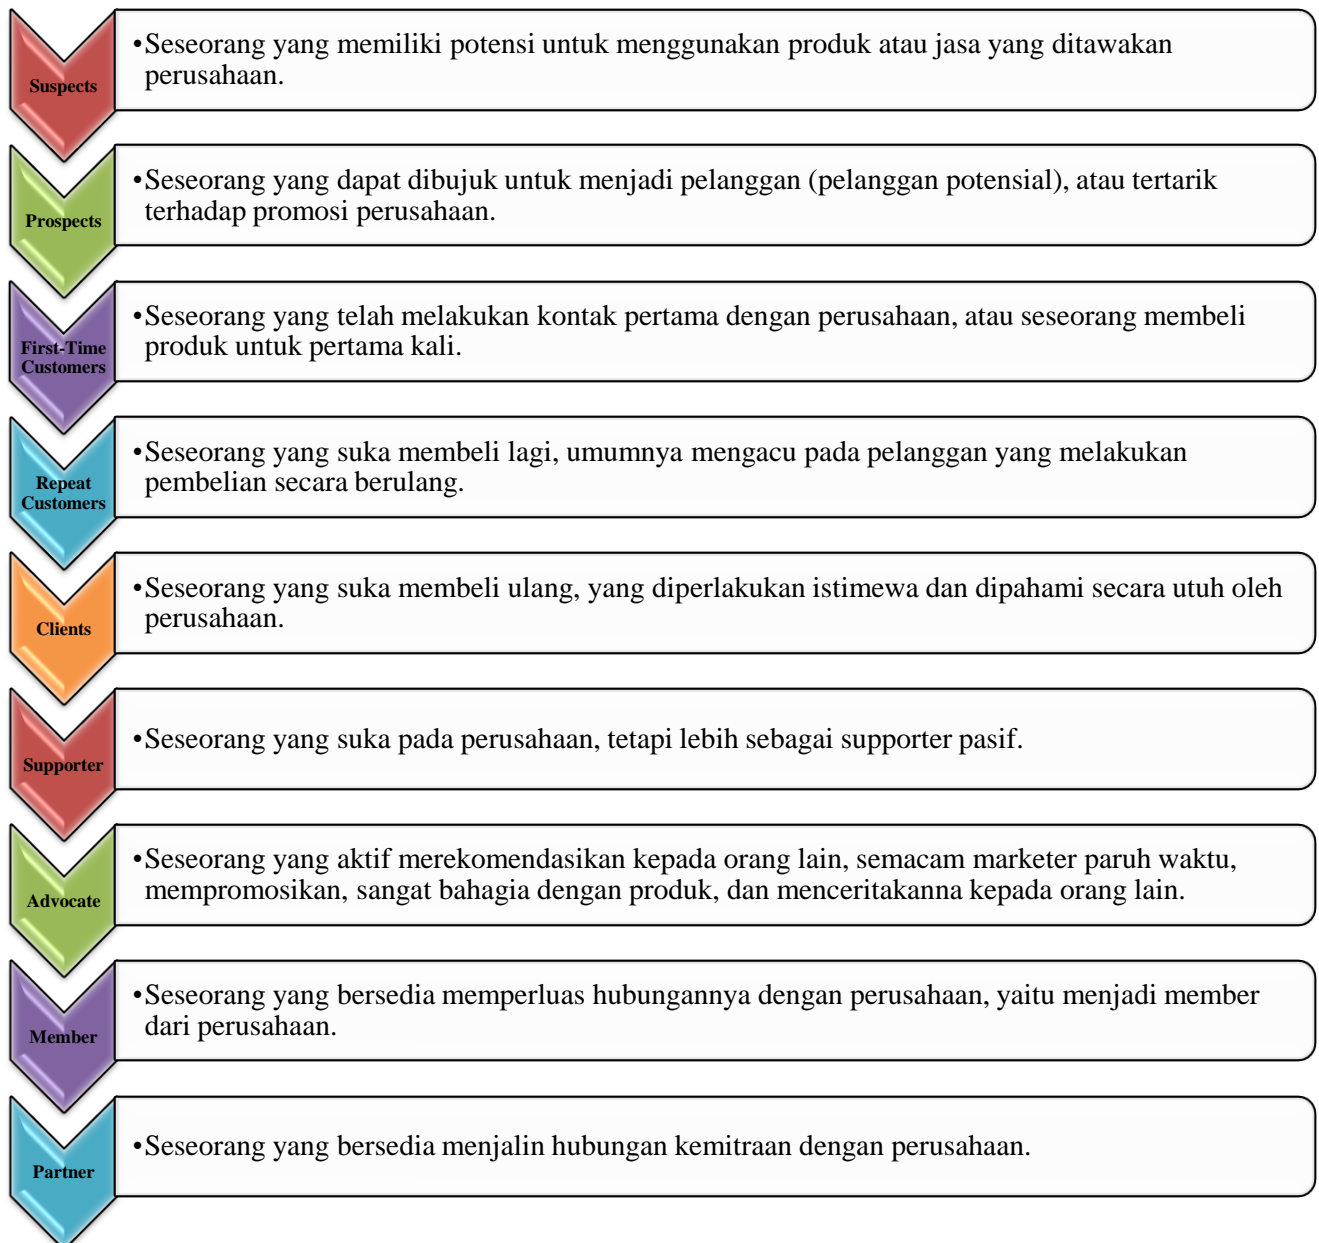 Suspects
•Seseorang yang memiliki potensi untuk menggunakan produk atau jasa yang ditawakan
perusahaan.
Prospects
•Seseorang yang dapat dibujuk untuk menjadi pelanggan (pelanggan potensial), atau tertarik
terhadap promosi perusahaan.
First-Time
Customers
•Seseorang yang telah melakukan kontak pertama dengan perusahaan, atau seseorang membeli
produk untuk pertama kali.
Repeat
Customers
•Seseorang yang suka membeli lagi, umumnya mengacu pada pelanggan yang melakukan
pembelian secara berulang.
Clients
•Seseorang yang suka membeli ulang, yang diperlakukan istimewa dan dipahami secara utuh oleh
perusahaan.
Supporter
•Seseorang yang suka pada perusahaan, tetapi lebih sebagai supporter pasif.
Advocate
•Seseorang yang aktif merekomendasikan kepada orang lain, semacam marketer paruh waktu,
mempromosikan, sangat bahagia dengan produk, dan menceritakanna kepada orang lain.
Member
•Seseorang yang bersedia memperluas hubungannya dengan perusahaan, yaitu menjadi member
dari perusahaan.
Partner
•Seseorang yang bersedia menjalin hubungan kemitraan dengan perusahaan.